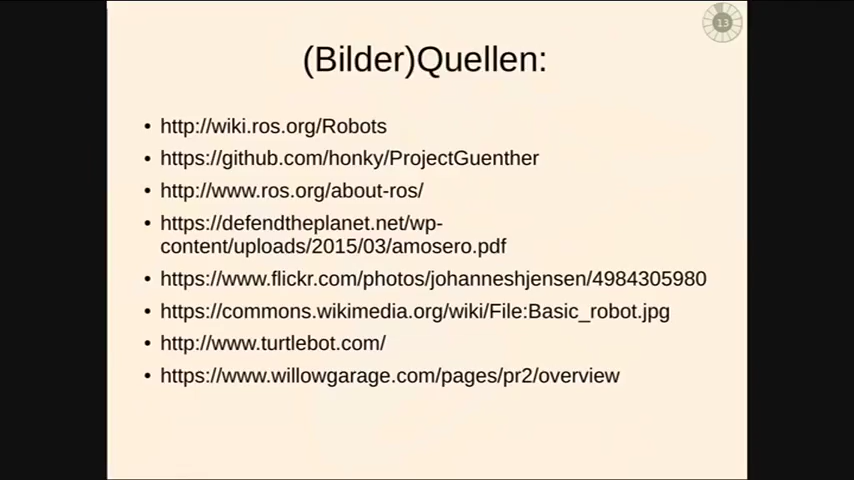 13
(Bilder)Quellen:
• http://wiki.ros.org/Robots
• https://github.com/honky/ProjectGuenther
• http://www.ros.org/about-ros/
• https://defendtheplanet.net/wp-
content/uploads/2015/03/amosero.pdf
• https://www.flickr.com/photos/johanneshjensen/4984305980
• https://commons.wikimedia.org/wiki/File:Basic_robot.jpg
• http://www.turtlebot.com/
• https://www.willowgarage.com/pages/pr2/overview